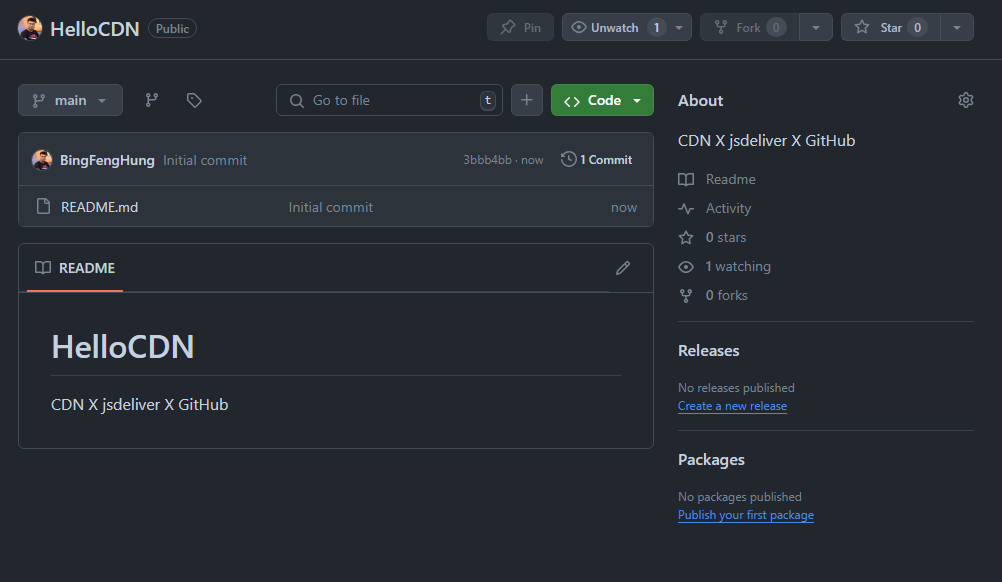 HelloCDN Public Pin Unwatch 1 Fork 0 Star 0
main Go to file t + Code
BingFengHung Initial commit 3bbb4bb · now 1 Commit
README.md Initial commit now
README
HelloCDN
CDN X jsdeliver X GitHub
About
CDN X jsdeliver X GitHub
Readme
Activity
0 stars
1 watching
0 forks
Releases
No releases published
Create a new release
Packages
No packages published
Publish your first package